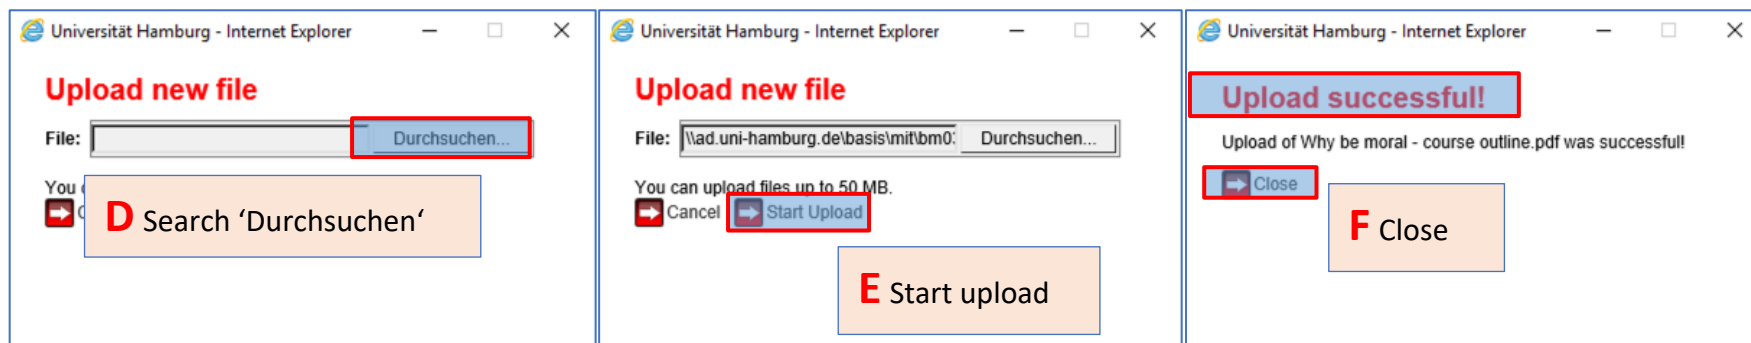 Universität Hamburg - Internet Explorer
Upload new file
File: Durchsuchen...
You
D Search ‘Durchsuchen‘
Universität Hamburg - Internet Explorer
Upload new file
File: \\ad.uni-hamburg.de\basis\mit\bm0 Durchsuchen...
You can upload files up to 50 MB.
Cancel Start Upload
E Start upload
Universität Hamburg - Internet Explorer
Upload successful!
Upload of Why be moral - course outline.pdf was successful!
Close
F Close